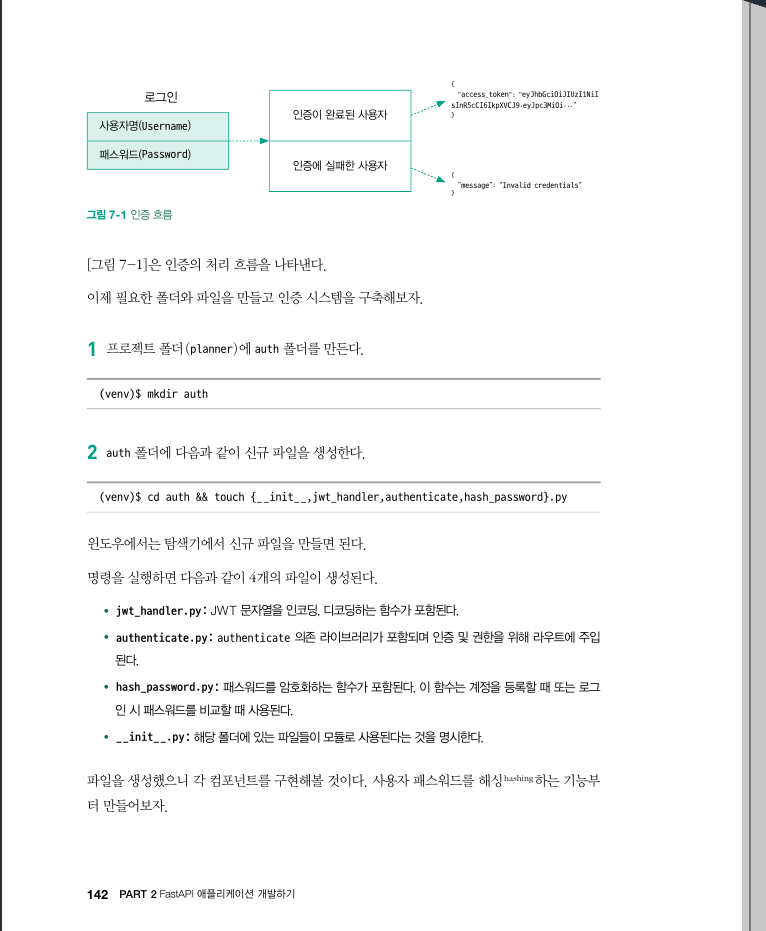 로그인
사용자명(Username)
패스워드(Password)
인증이 완료된 사용자
인증에 실패한 사용자
{
"access_token": "eyJhbGciOiJIUzI1NiI
sInR5cCI6IkpXVCJ9.eyJpc3MiOi..."
}
{
"message": "Invalid credentials"
}
그림 7-1 인증 흐름
[그림 7-1]은 인증의 처리 흐름을 나타낸다.
이제 필요한 폴더와 파일을 만들고 인증 시스템을 구축해보자.
1 프로젝트 폴더(planner)에 auth 폴더를 만든다.
(venv)$ mkdir auth
2 auth 폴더에 다음과 같이 신규 파일을 생성한다.
(venv)$ cd auth && touch {__init__,jwt_handler,authenticate,hash_password}.py
윈도우에서는 탐색기에서 신규 파일을 만들면 된다.
명령을 실행하면 다음과 같이 4개의 파일이 생성된다.
• jwt_handler.py: JWT 문자열을 인코딩, 디코딩하는 함수가 포함된다.
• authenticate.py: authenticate 의존 라이브러리가 포함되며 인증 및 권한을 위해 라우트에 주입
된다.
• hash_password.py: 패스워드를 암호화하는 함수가 포함된다. 이 함수는 계정을 등록할 때 또는 로그
인 시 패스워드를 비교할 때 사용된다.
• __init__.py: 해당 폴더에 있는 파일들이 모듈로 사용된다는 것을 명시한다.
파일을 생성했으니 각 컴포넌트를 구현해볼 것이다. 사용자 패스워드를 해싱hashing하는 기능부
터 만들어보자.
142 PART 2 FastAPI 애플리케이션 개발하기